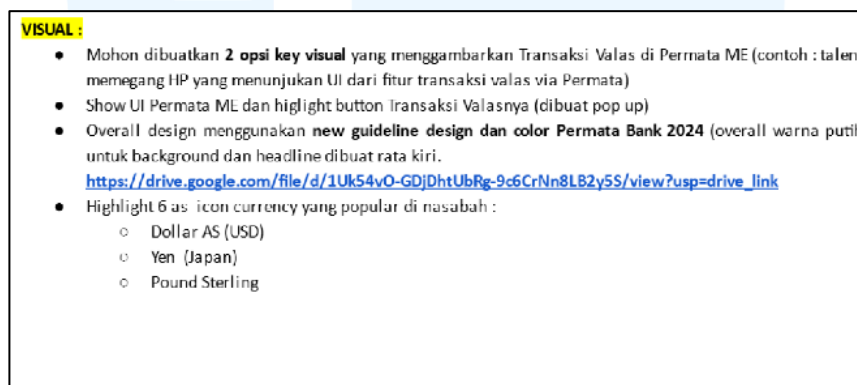 VISUAL :
● Mohon dibuatkan 2 opsi key visual yang menggambarkan Transaksi Valas di Permata ME (contoh : talen
memegang HP yang menunjukan UI dari fitur transaksi valas via Permata)
● Show UI Permata ME dan higlight button Transaksi Valasnya (dibuat pop up)
● Overall design menggunakan new guideline design dan color Permata Bank 2024 (overall warna putih
untuk background dan headline dibuat rata kiri.
https://drive.google.com/file/d/1Uk54vO-GDjDhtUbRg-9c6CrNn8LB2y5S/view?usp=drive_link
● Highlight 6 as icon currency yang popular di nasabah :
○ Dollar AS (USD)
○ Yen (Japan)
○ Pound Sterling